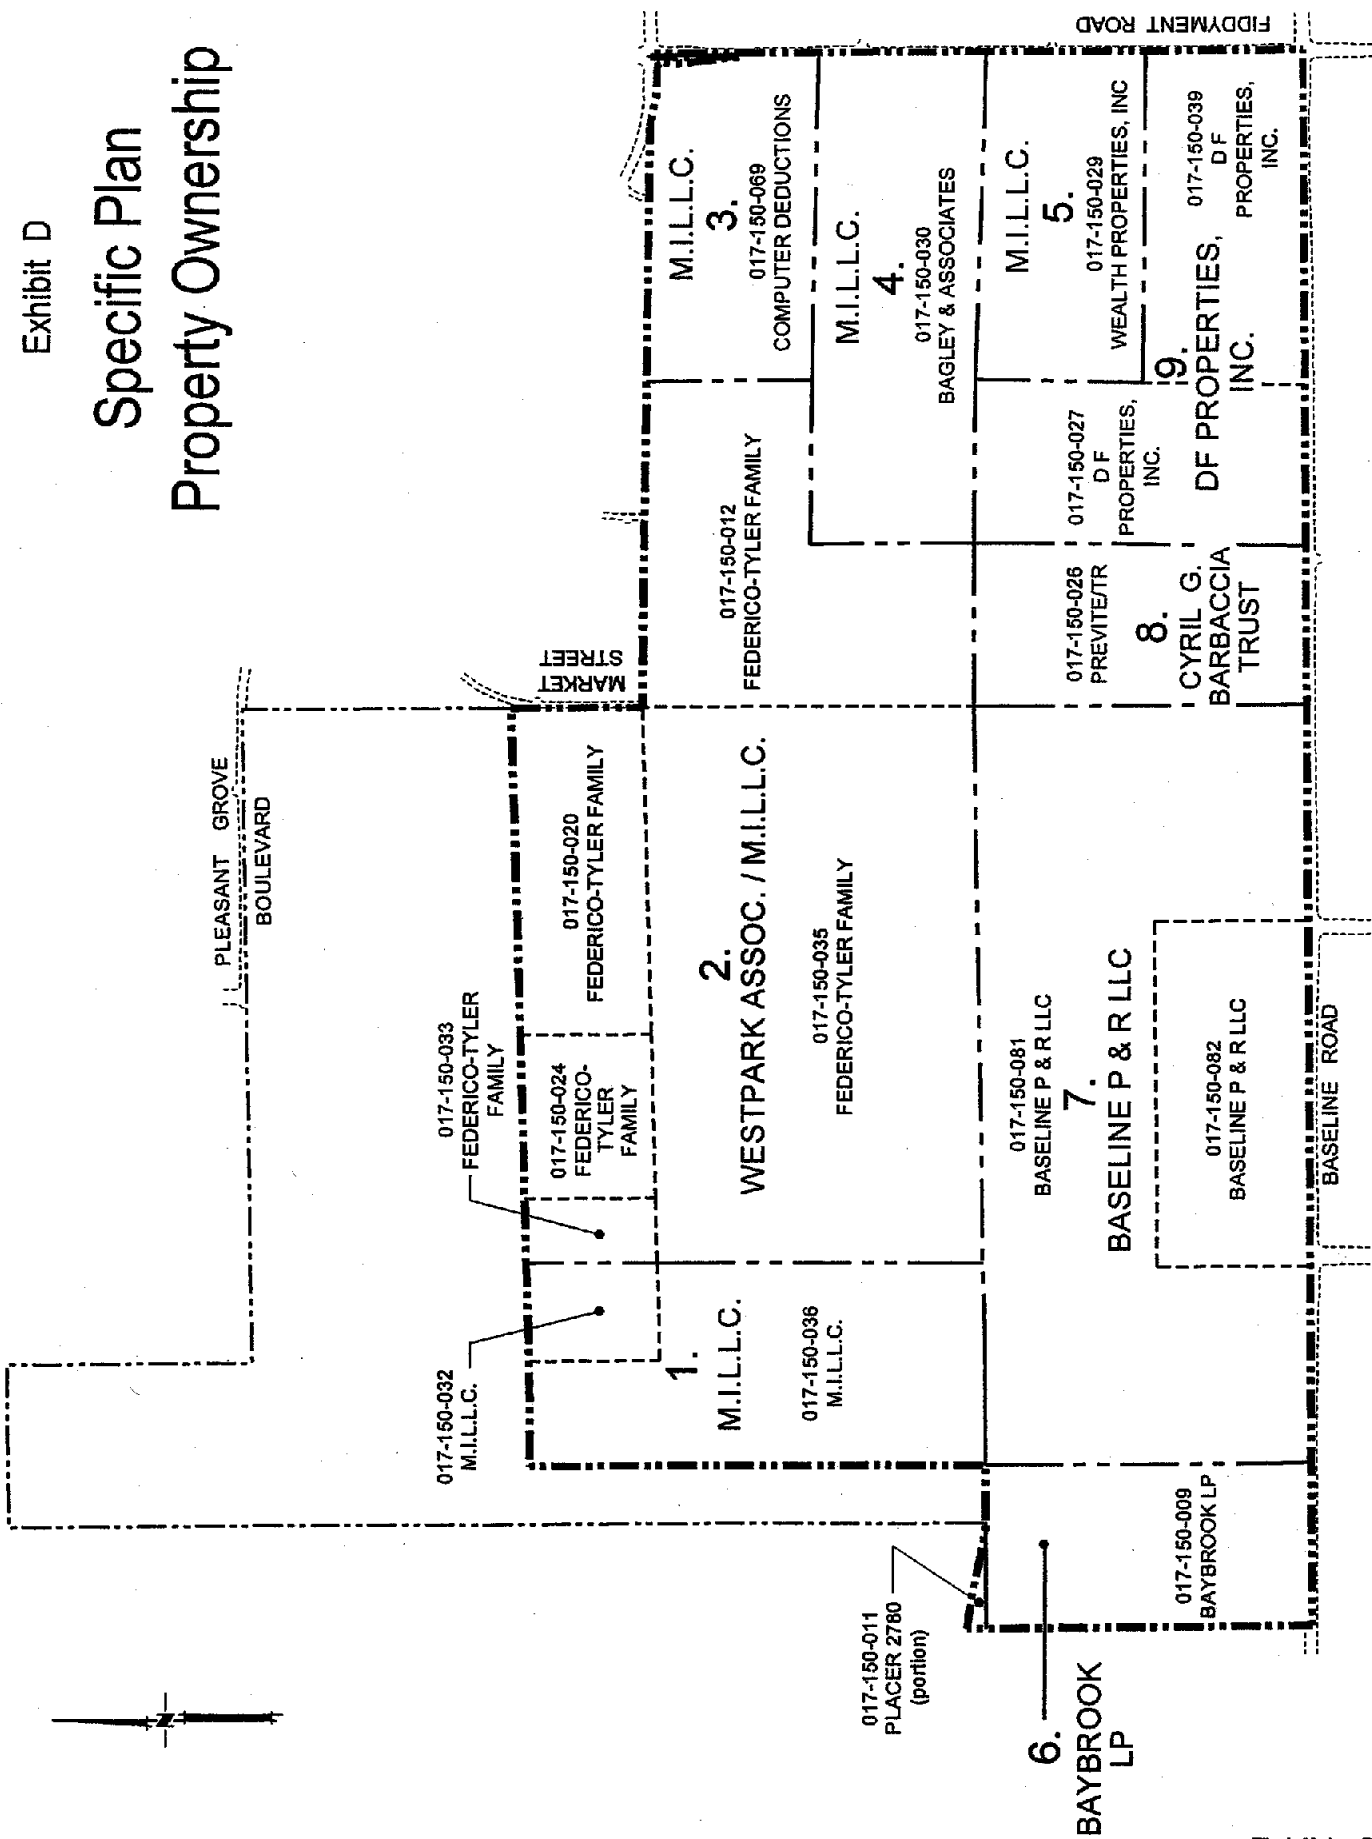 Exhibit D
Specific Plan
Property Ownership
PLEASANT GROVE
BOULEVARD
MARKET
STREET
FIDDYMENT ROAD
BASELINE ROAD
017-150-032
M.I.L.L.C.
017-150-033
FEDERICO-TYLER
FAMILY
017-150-024
FEDERICO-
TYLER
FAMILY
017-150-020
FEDERICO-TYLER FAMILY
1.
M.I.L.L.C.
017-150-036
M.I.L.L.C.
2.
WESTPARK ASSOC. / M.I.L.L.C.
017-150-035
FEDERICO-TYLER FAMILY
017-150-012
FEDERICO-TYLER FAMILY
M.I.L.L.C.
3.
017-150-069
COMPUTER DEDUCTIONS
M.I.L.L.C.
4.
017-150-030
BAGLEY & ASSOCIATES
M.I.L.L.C.
5.
017-150-029
WEALTH PROPERTIES, INC
017-150-011
PLACER 2780
(portion)
6.
BAYBROOK
LP
017-150-009
BAYBROOK LP
017-150-081
BASELINE P & R LLC
7.
BASELINE P & R LLC
017-150-082
BASELINE P & R LLC
017-150-026
PREVITE/TR
8.
CYRIL G.
BARBACCIA
TRUST
017-150-027
D F
PROPERTIES,
INC.
9.
DF PROPERTIES,
INC.
017-150-039
D F
PROPERTIES,
INC.